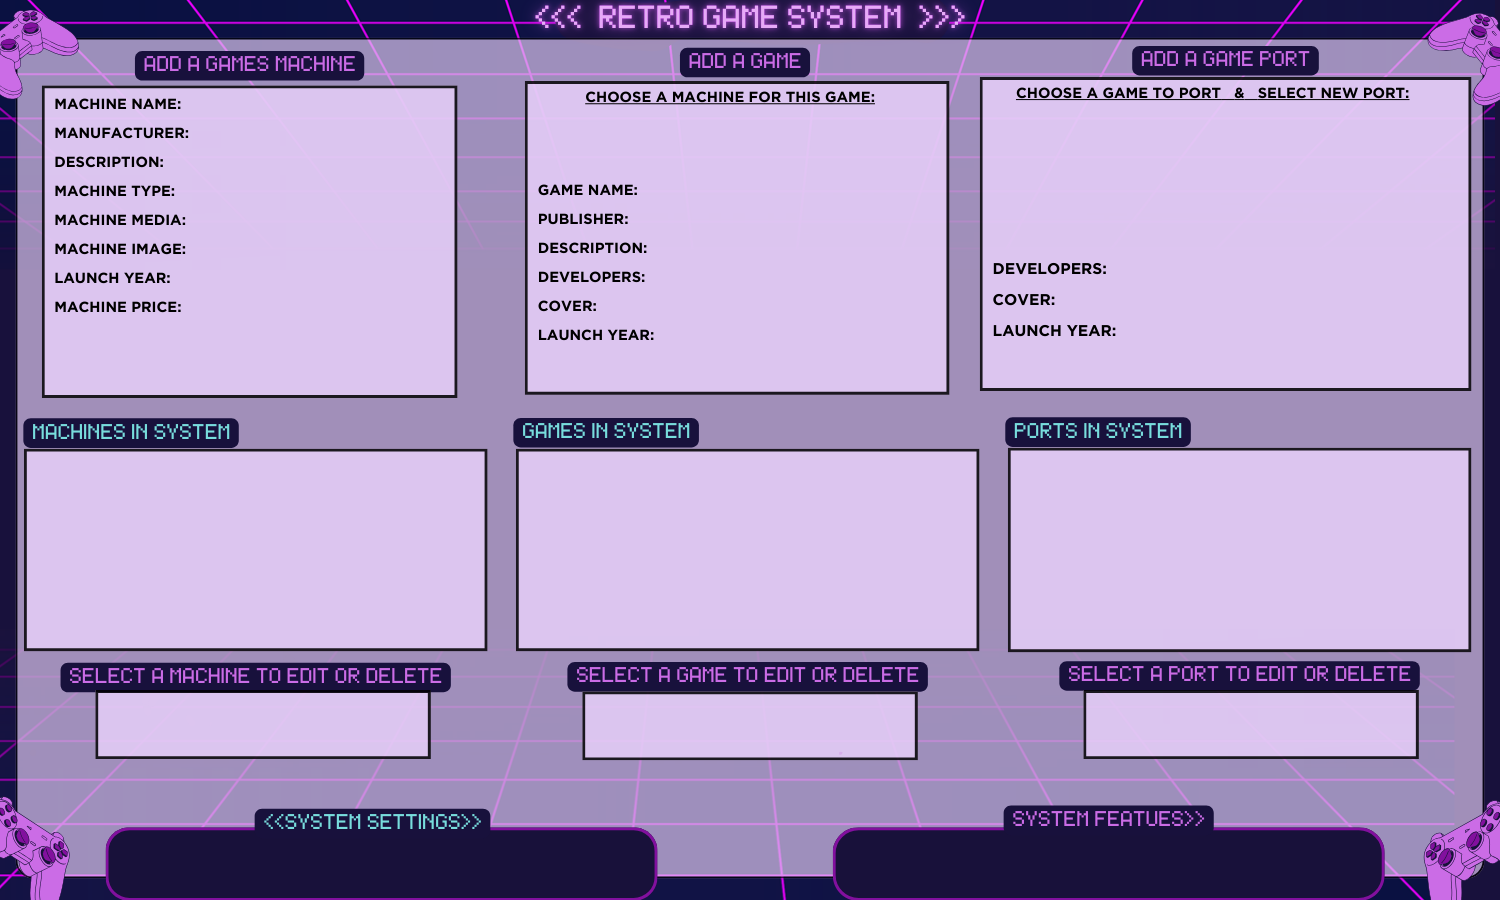 <<< RETRO GAME SYSTEM >>>
ADD A GAMES MACHINE
MACHINE NAME:
MANUFACTURER:
DESCRIPTION:
MACHINE TYPE:
MACHINE MEDIA:
MACHINE IMAGE:
LAUNCH YEAR:
MACHINE PRICE:
ADD A GAME
CHOOSE A MACHINE FOR THIS GAME:
GAME NAME:
PUBLISHER:
DESCRIPTION:
DEVELOPERS:
COVER:
LAUNCH YEAR:
ADD A GAME PORT
CHOOSE A GAME TO PORT & SELECT NEW PORT:
DEVELOPERS:
COVER:
LAUNCH YEAR:
MACHINES IN SYSTEM
GAMES IN SYSTEM
PORTS IN SYSTEM
SELECT A MACHINE TO EDIT OR DELETE
SELECT A GAME TO EDIT OR DELETE
SELECT A PORT TO EDIT OR DELETE
<<SYSTEM SETTINGS>>
SYSTEM FEATUES>>